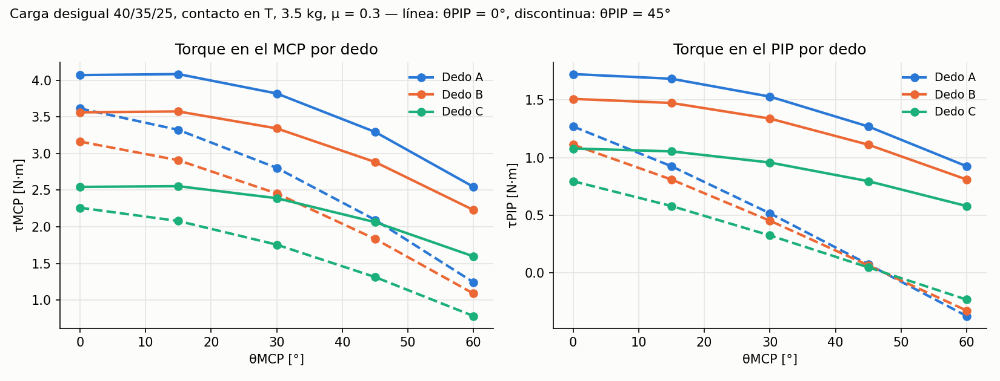 Carga desigual 40/35/25, contacto en T, 3.5 kg, μ = 0.3 — línea: θPIP = 0°, discontinua: θPIP = 45°
Torque en el MCP por dedo
τMCP [N·m]
4.0
3.5
3.0
2.5
2.0
1.5
1.0
Dedo A
Dedo B
Dedo C
0
10
20
30
40
50
60
θMCP [°]
Torque en el PIP por dedo
τPIP [N·m]
1.5
1.0
0.5
0.0
Dedo A
Dedo B
Dedo C
0
10
20
30
40
50
60
θMCP [°]